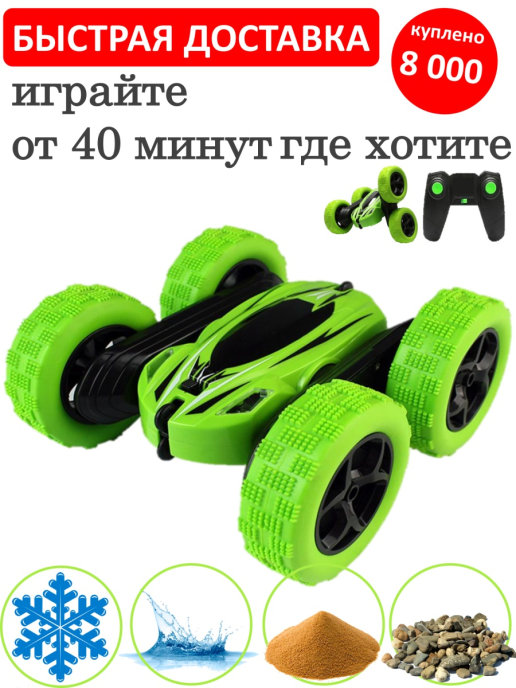 БЫСТРАЯ ДОСТАВКА
куплено
8 000
играйте
от 40 минут где хотите